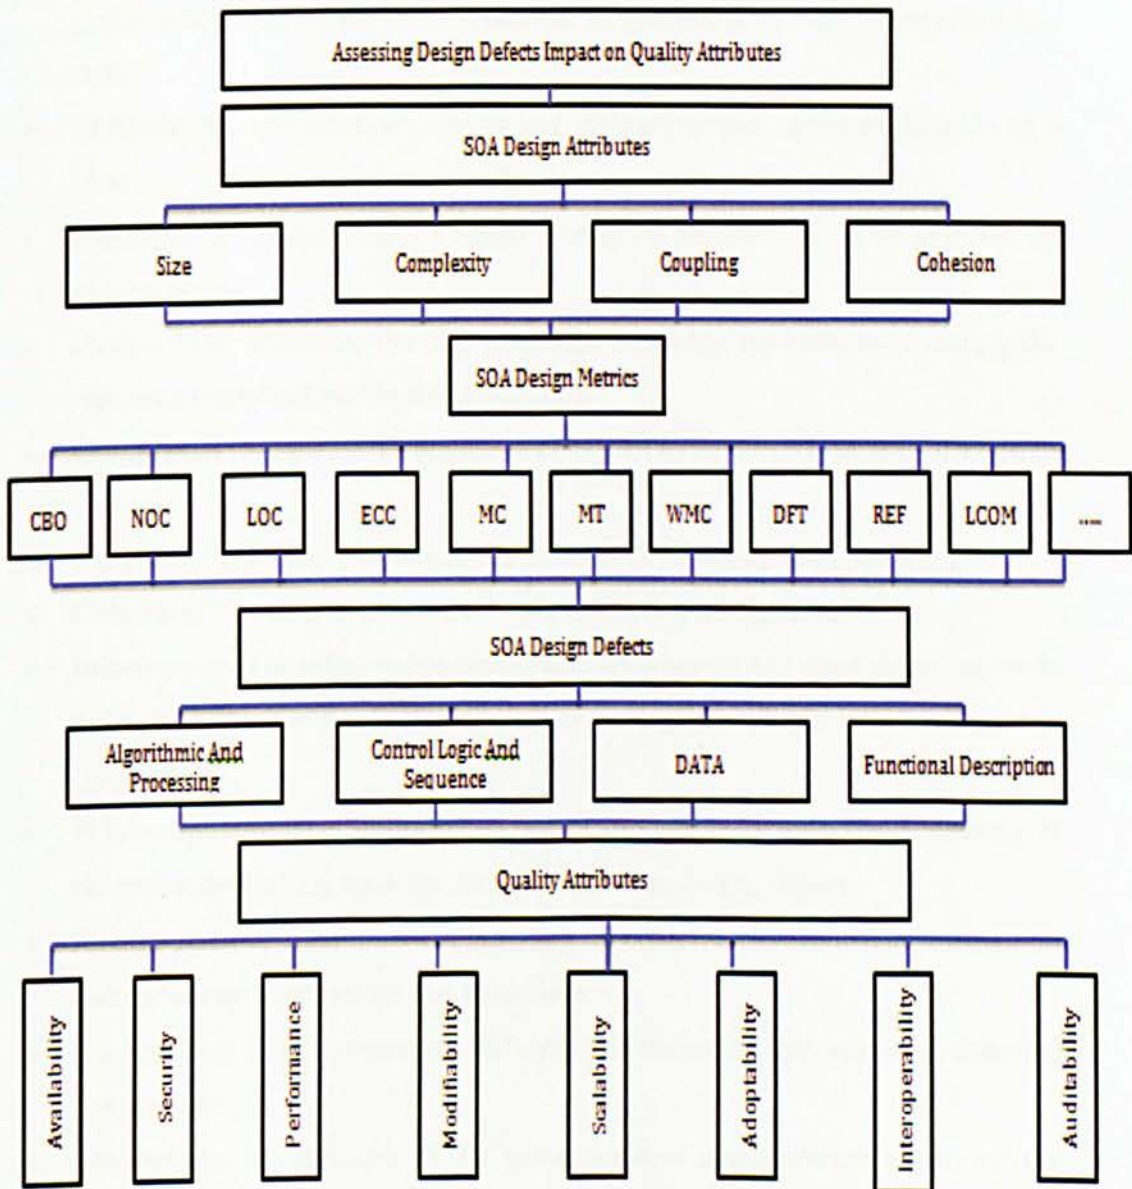 Assessing Design Defects Impact on Quality Attributes
SOA Design Attributes
Size
Complexity
Coupling
Cohesion
SOA Design Metrics
CBO
NOC
LOC
ECC
MC
MT
WMC
DFT
REF
LCOM
.....
SOA Design Defects
Algorithmic And
Processing
Control Logic And
Sequence
DATA
Functional Description
Quality Attributes
Availability
Security
Performance
Modifiability
Scalability
Adoptability
Interoperability
Auditability